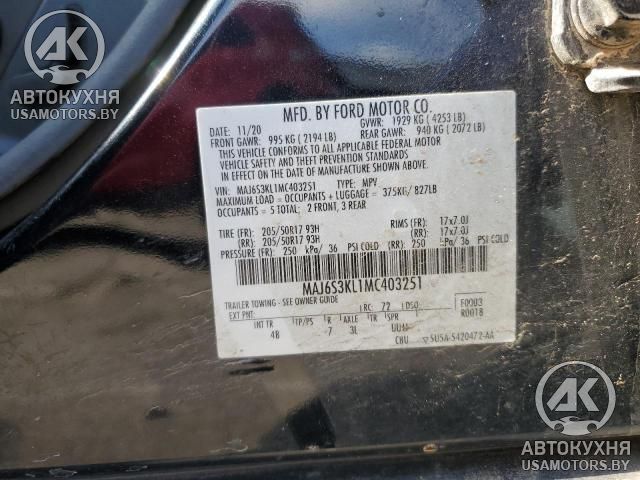 АК
АВТОКУХНЯ
USAMOTORS.BY
MFD. BY FORD MOTOR CO.
DATE: 11/20 GVWR: 1929 KG ( 4253 LB)
FRONT GAWR: 995 KG ( 2194 LB) REAR GAWR: 940 KG ( 2072 LB)
THIS VEHICLE CONFORMS TO ALL APPLICABLE FEDERAL MOTOR
VEHICLE SAFETY AND THEFT PREVENTION STANDARDS IN EFFECT ON
THE DATE OF MANUFACTURE SHOWN ABOVE.
VIN: MAJ6S3KL1MC403251 TYPE: MPV
MAXIMUM LOAD = OCCUPANTS + LUGGAGE = 375KG/ 827LB
OCCUPANTS = 5 TOTAL: 2 FRONT, 3 REAR
TIRE (FR): 205/50R17 93H RIMS (FR): 17x7.0J
(RR): 205/50R17 93H (RR): 17x7.0J
PRESSURE (FR): 250 kPa/ 36 PSI COLD (RR): 250 kPa/ 36 PSI COLD
MAJ6S3KL1MC403251
TRAILER TOWING - SEE OWNER GUIDE
EXT PNT: RC: 72 DSO: F0003
R0018
INT TR TP/PS R AXLE TR SPR
4B 7 3L UUM
CBU SU5A-S420472-AA
АК
АВТОКУХНЯ
USAMOTORS.BY